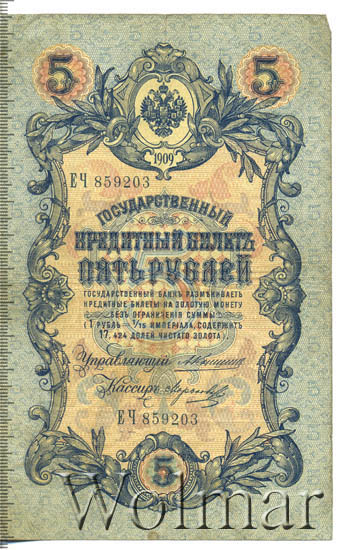 5 5
1909
ЕЧ 859203
ГОСУДАРСТВЕННЫЙ
КРЕДИТНЫЙ БИЛЕТЪ
ПЯТЬ РУБЛЕЙ
ГОСУДАРСТВЕННЫЙ БАНКЪ РАЗМѢНИВАЕТЪ
КРЕДИТНЫЕ БИЛЕТЫ НА ЗОЛОТУЮ МОНЕТУ
БЕЗЪ ОГРАНИЧЕНІЯ СУММЫ
(1 РУБЛЬ = 1/15 ИМПЕРІАЛА, СОДЕРЖИТЪ
17,424 ДОЛЕЙ ЧИСТАГО ЗОЛОТА)
Управляющій
Кассиръ
ЕЧ 859203
5
Wolmar